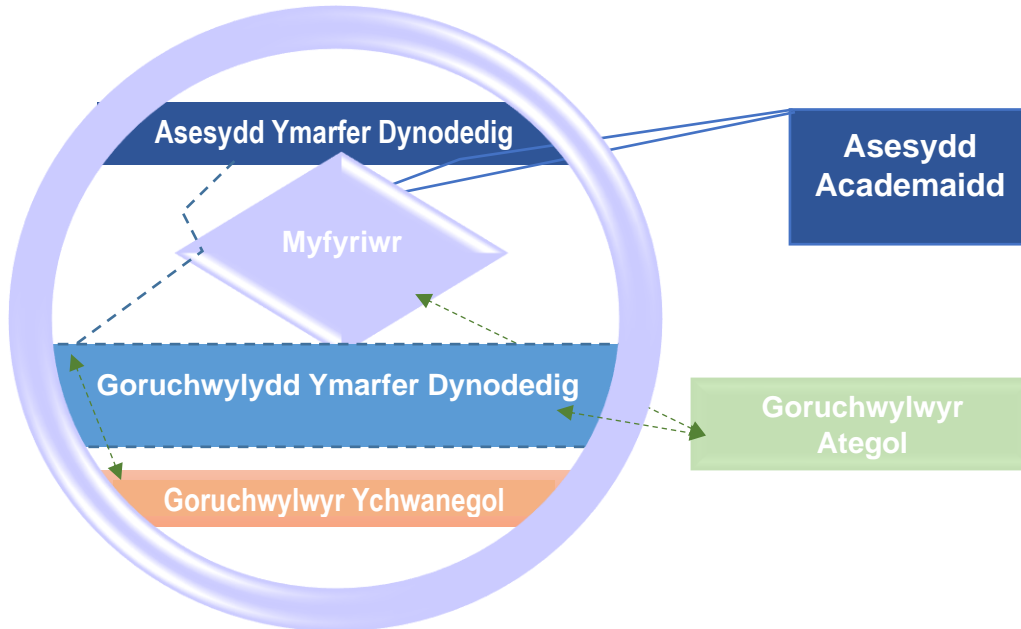 Asesydd Ymarfer Dynodedig
Asesydd
Academaidd
Myfyriwr
Goruchwylydd Ymarfer Dynodedig
Goruchwylwyr
Ategol
Goruchwylwyr Ychwanegol